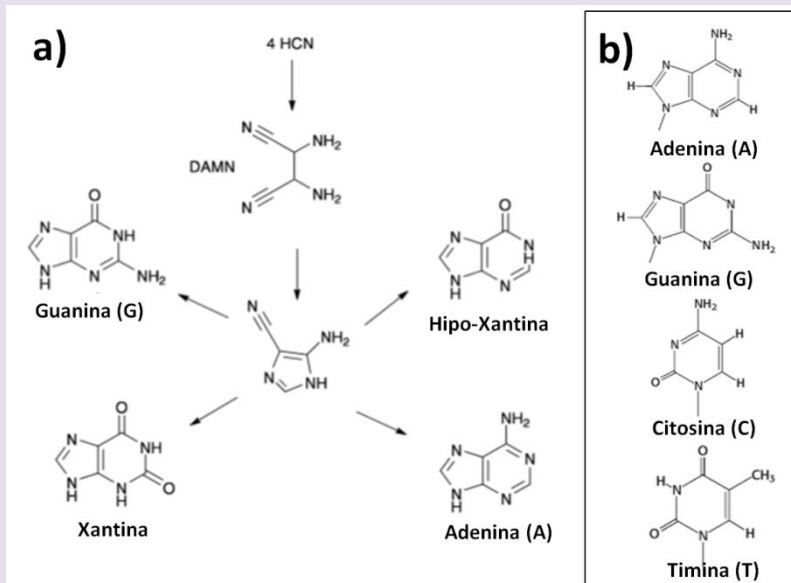 a)
4 HCN
DAMN
N
NH₂
N
NH₂
O
N
NH
N
H
N
NH₂
Guanina (G)
O
N
NH
N
H
N
Hipo-Xantina
N
NH₂
N
NH
O
N
NH
N
H
N
H
O
Xantina
NH₂
N
N
N
H
N
Adenina (A)
b)
NH₂
N
N
H
N
N
H
Adenina (A)
O
N
N
H
N
N
NH₂
Guanina (G)
NH₂
H
N
O
N
H
Citosina (C)
O
CH₃
H
N
O
N
H
Timina (T)